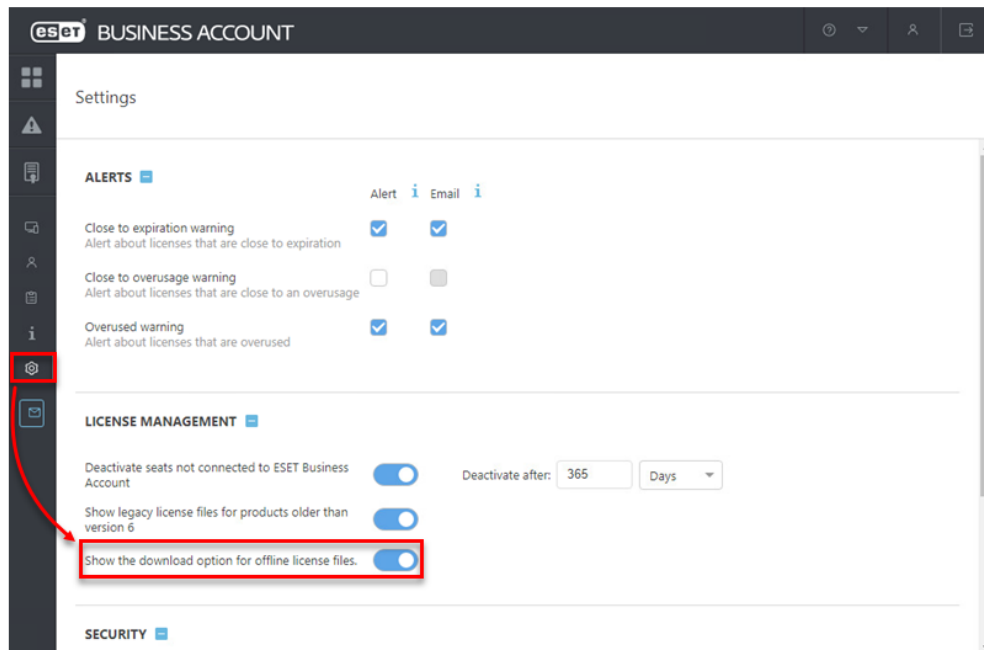 eseT BUSINESS ACCOUNT
Settings
ALERTS
Alert i Email i
Close to expiration warning
Alert about licenses that are close to expiration
Close to overusage warning
Alert about licenses that are close to an overusage
Overused warning
Alert about licenses that are overused
LICENSE MANAGEMENT
Deactivate seats not connected to ESET Business
Account
Deactivate after: 365 Days
Show legacy license files for products older than
version 6
Show the download option for offline license files.
SECURITY